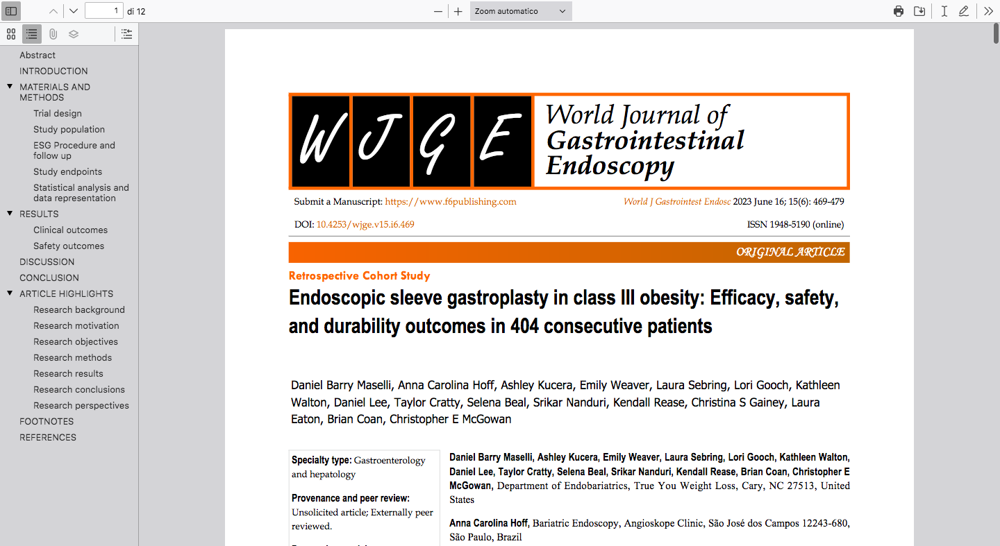 1 di 12
Zoom automatico
Abstract
INTRODUCTION
MATERIALS AND
METHODS
Trial design
Study population
ESG Procedure and
follow up
Study endpoints
Statistical analysis and
data representation
RESULTS
Clinical outcomes
Safety outcomes
DISCUSSION
CONCLUSION
ARTICLE HIGHLIGHTS
Research background
Research motivation
Research objectives
Research methods
Research results
Research conclusions
Research perspectives
FOOTNOTES
REFERENCES
W J G E
World Journal of
Gastrointestinal
Endoscopy
Submit a Manuscript: https://www.f6publishing.com
World J Gastrointest Endosc 2023 June 16; 15(6): 469-479
DOI: 10.4253/wjge.v15.i6.469
ISSN 1948-5190 (online)
ORIGINAL ARTICLE
Retrospective Cohort Study
Endoscopic sleeve gastroplasty in class III obesity: Efficacy, safety,
and durability outcomes in 404 consecutive patients
Daniel Barry Maselli, Anna Carolina Hoff, Ashley Kucera, Emily Weaver, Laura Sebring, Lori Gooch, Kathleen
Walton, Daniel Lee, Taylor Cratty, Selena Beal, Srikar Nanduri, Kendall Rease, Christina S Gainey, Laura
Eaton, Brian Coan, Christopher E McGowan
Specialty type: Gastroenterology
and hepatology
Provenance and peer review:
Unsolicited article; Externally peer
reviewed.
Daniel Barry Maselli, Ashley Kucera, Emily Weaver, Laura Sebring, Lori Gooch, Kathleen Walton,
Daniel Lee, Taylor Cratty, Selena Beal, Srikar Nanduri, Kendall Rease, Brian Coan, Christopher E
McGowan, Department of Endobariatrics, True You Weight Loss, Cary, NC 27513, United
States
Anna Carolina Hoff, Bariatric Endoscopy, Angioskope Clinic, São José dos Campos 12243-680,
São Paulo, Brazil